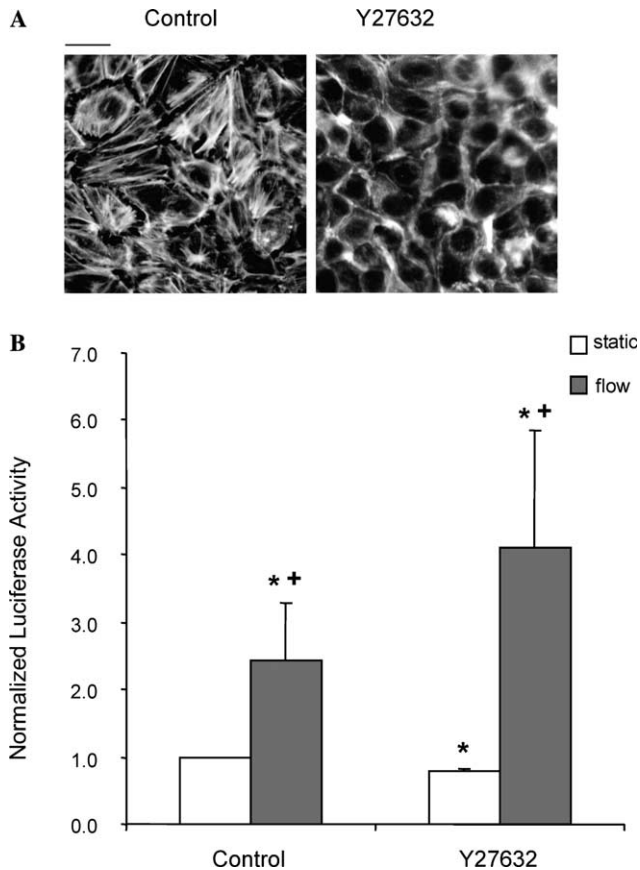 A
Control Y27632
B
static
flow
7.0
6.0
5.0
4.0
3.0
2.0
1.0
0.0
Normalized Luciferase Activity
*+
*
*+
Control Y27632